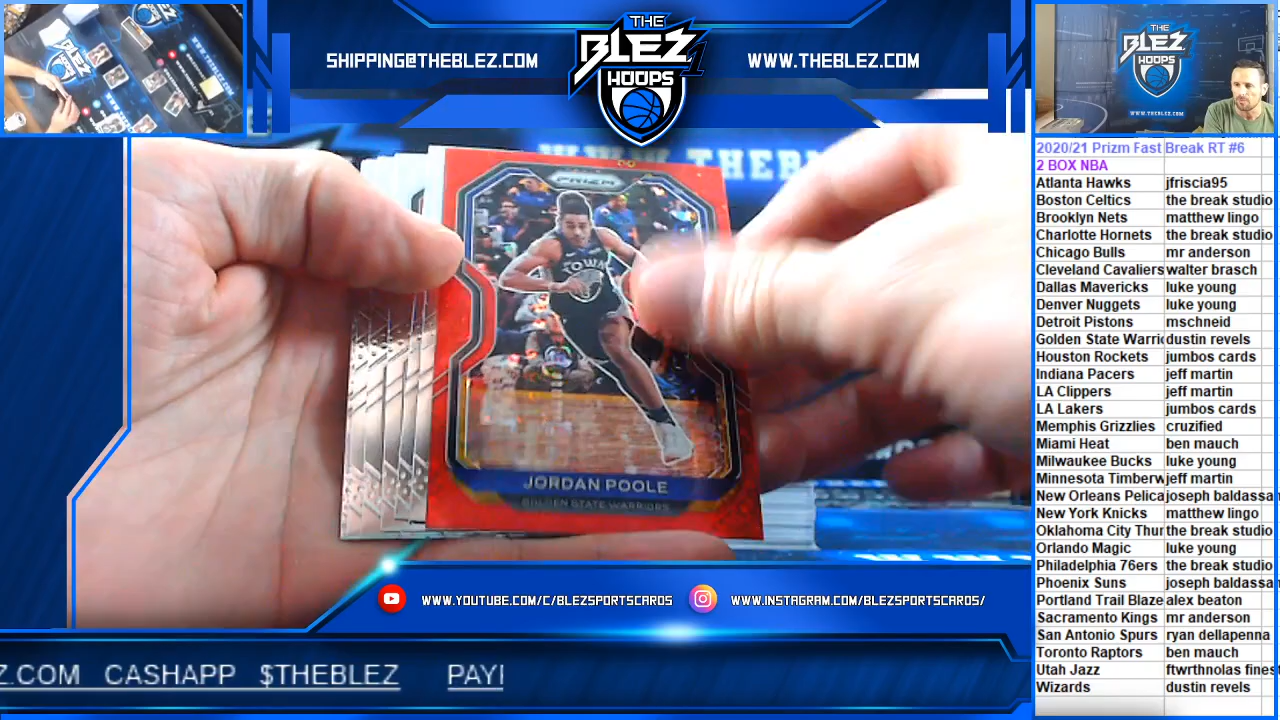 SHIPPING@THEBLEZ.COM
THE
BLEZ
HOOPS
WWW.THEBLEZ.COM
PRIZM
TOWN
JORDAN POOLE
GOLDEN STATE WARRIORS
WWW.YOUTUBE.COM/C/BLEZSPORTSCARDS
WWW.INSTAGRAM.COM/BLEZSPORTSCARDS/
Z.COM CASHAPP $THEBLEZ PAY
2020/21 Prizm Fast Break RT #6
2 BOX NBA
Atlanta Hawks jfriscia95
Boston Celtics the break studio
Brooklyn Nets matthew lingo
Charlotte Hornets the break studio
Chicago Bulls mr anderson
Cleveland Cavaliers walter brasch
Dallas Mavericks luke young
Denver Nuggets luke young
Detroit Pistons mschneid
Golden State Warri dustin revels
Houston Rockets jumbos cards
Indiana Pacers jeff martin
LA Clippers jeff martin
LA Lakers jumbos cards
Memphis Grizzlies cruzified
Miami Heat ben mauch
Milwaukee Bucks luke young
Minnesota Timberw jeff martin
New Orleans Pelica joseph baldassa
New York Knicks matthew lingo
Oklahoma City Thu the break studio
Orlando Magic luke young
Philadelphia 76ers the break studio
Phoenix Suns joseph baldassa
Portland Trail Blaze alex beaton
Sacramento Kings mr anderson
San Antonio Spurs ryan dellapenna
Toronto Raptors ben mauch
Utah Jazz ftwrthnolas finest
Wizards dustin revels